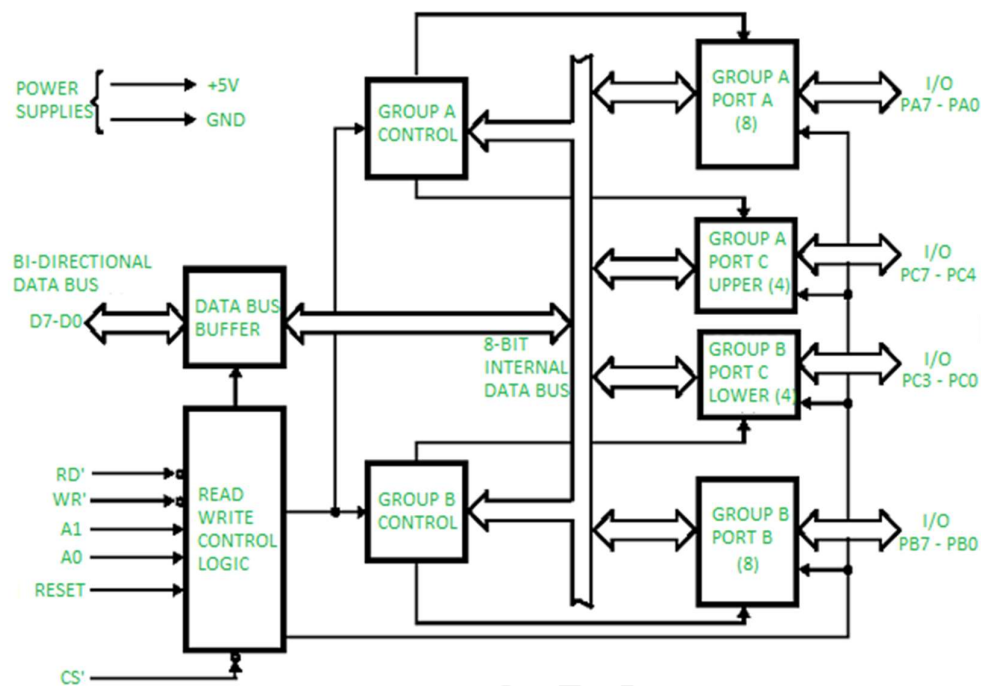 POWER
SUPPLIES
+5V
GND
GROUP A
CONTROL
GROUP A
PORT A
(8)
I/O
PA7 - PA0
GROUP A
PORT C
UPPER (4)
I/O
PC7 - PC4
BI-DIRECTIONAL
DATA BUS
D7-D0
DATA BUS
BUFFER
8-BIT
INTERNAL
DATA BUS
GROUP B
PORT C
LOWER (4)
I/O
PC3 - PC0
RD'
WR'
A1
A0
RESET
CS'
READ
WRITE
CONTROL
LOGIC
GROUP B
CONTROL
GROUP B
PORT B
(8)
I/O
PB7 - PB0